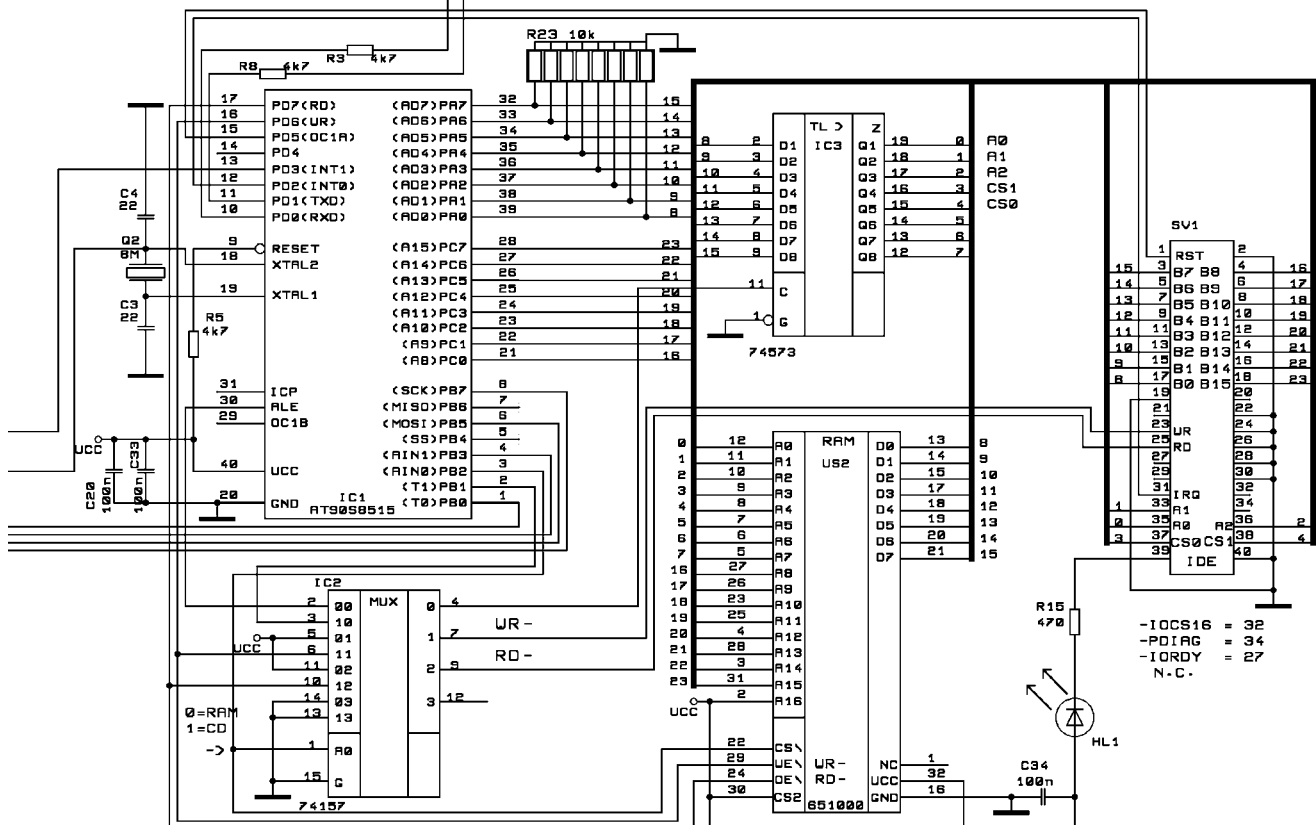 R23 10k
R3 4k7
R8 4k7
17 PD7(RD) (AD7)PA7 32 15
16 PD6(WR) (AD6)PA6 33 14
15 PD5(OC1A) (AD5)PA5 34 13
14 PD4 (AD4)PA4 35 12
13 PD3(INT1) (AD3)PA3 36 11
12 PD2(INT0) (AD2)PA2 37 10
11 PD1(TXD) (AD1)PA1 38 9
10 PD0(RXD) (AD0)PA0 39 8
9 RESET (A15)PC7 28 23
18 XTAL2 (A14)PC6 27 22
(A13)PC5 26 21
19 XTAL1 (A12)PC4 25 20
(A11)PC3 24 19
(A10)PC2 23 18
(A9)PC1 22 17
(A8)PC0 21 16
31 ICP (SCK)PB7 8
30 ALE (MISO)PB6 7
29 OC1B (MOSI)PB5 6
(SS)PB4 5
(AIN1)PB3 4
40 VCC (AIN0)PB2 3
(T1)PB1 2
20 GND (T0)PB0 1
IC1
AT90S8515
C4
22
Q2
8M
C3
22
R5
4k7
VCC
C20
100n
C33
100n
TL > Z
IC3
8 2 D1 Q1 19 0 A0
9 3 D2 Q2 18 1 A1
10 4 D3 Q3 17 2 A2
11 5 D4 Q4 16 3 CS1
12 6 D5 Q5 15 4 CS0
13 7 D6 Q6 14 5
14 8 D7 Q7 13 6
15 9 D8 Q8 12 7
11 C
1 G
74573
SV1
1 RST 2
15 3 B7 B8 4 16
14 5 B6 B9 6 17
13 7 B5 B10 8 18
12 9 B4 B11 10 19
11 11 B3 B12 12 20
10 13 B2 B13 14 21
9 15 B1 B14 16 22
8 17 B0 B15 18 23
19 20
21 22
23 WR 24
25 RD 26
27 28
29 30
31 IRQ 32
1 33 A1 34
0 35 A0 A2 36 2
3 37 CS0 CS1 38 4
39 40
IDE
RAM
US2
0 12 A0 D0 13 8
1 11 A1 D1 14 9
2 10 A2 D2 15 10
3 9 A3 D3 17 11
4 8 A4 D4 18 12
5 7 A5 D5 19 13
6 6 A6 D6 20 14
7 5 A7 D7 21 15
16 27 A8
17 26 A9
18 23 A10
19 25 A11
20 4 A12
21 28 A13
22 3 A14
23 31 A15
2 A16
VCC
22 CS\
29 WE\ WR- NC 1
24 OE\ RD- VCC 32
30 CS2 GND 16
651000
IC2
MUX
2 00 0 4
3 10
5 01 1 7 WR-
6 11
11 02 2 9 RD-
10 12
14 03 3 12
13 13
VCC
0=RAM
1=CD
->
1 A0
15 G
74157
R15
470
HL1
C34
100n
-IOCS16 = 32
-PDIAG = 34
-IORDY = 27
N.C.